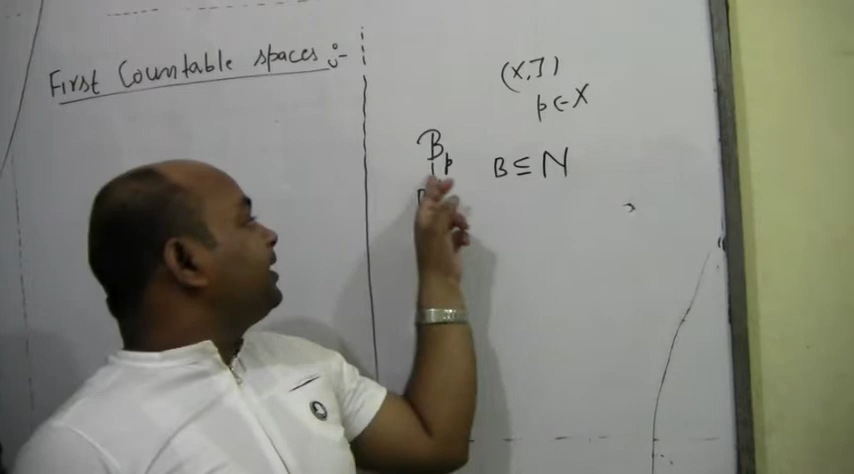 First Countable spaces :-
(X,J)
p∈X
B_p B ⊆ N